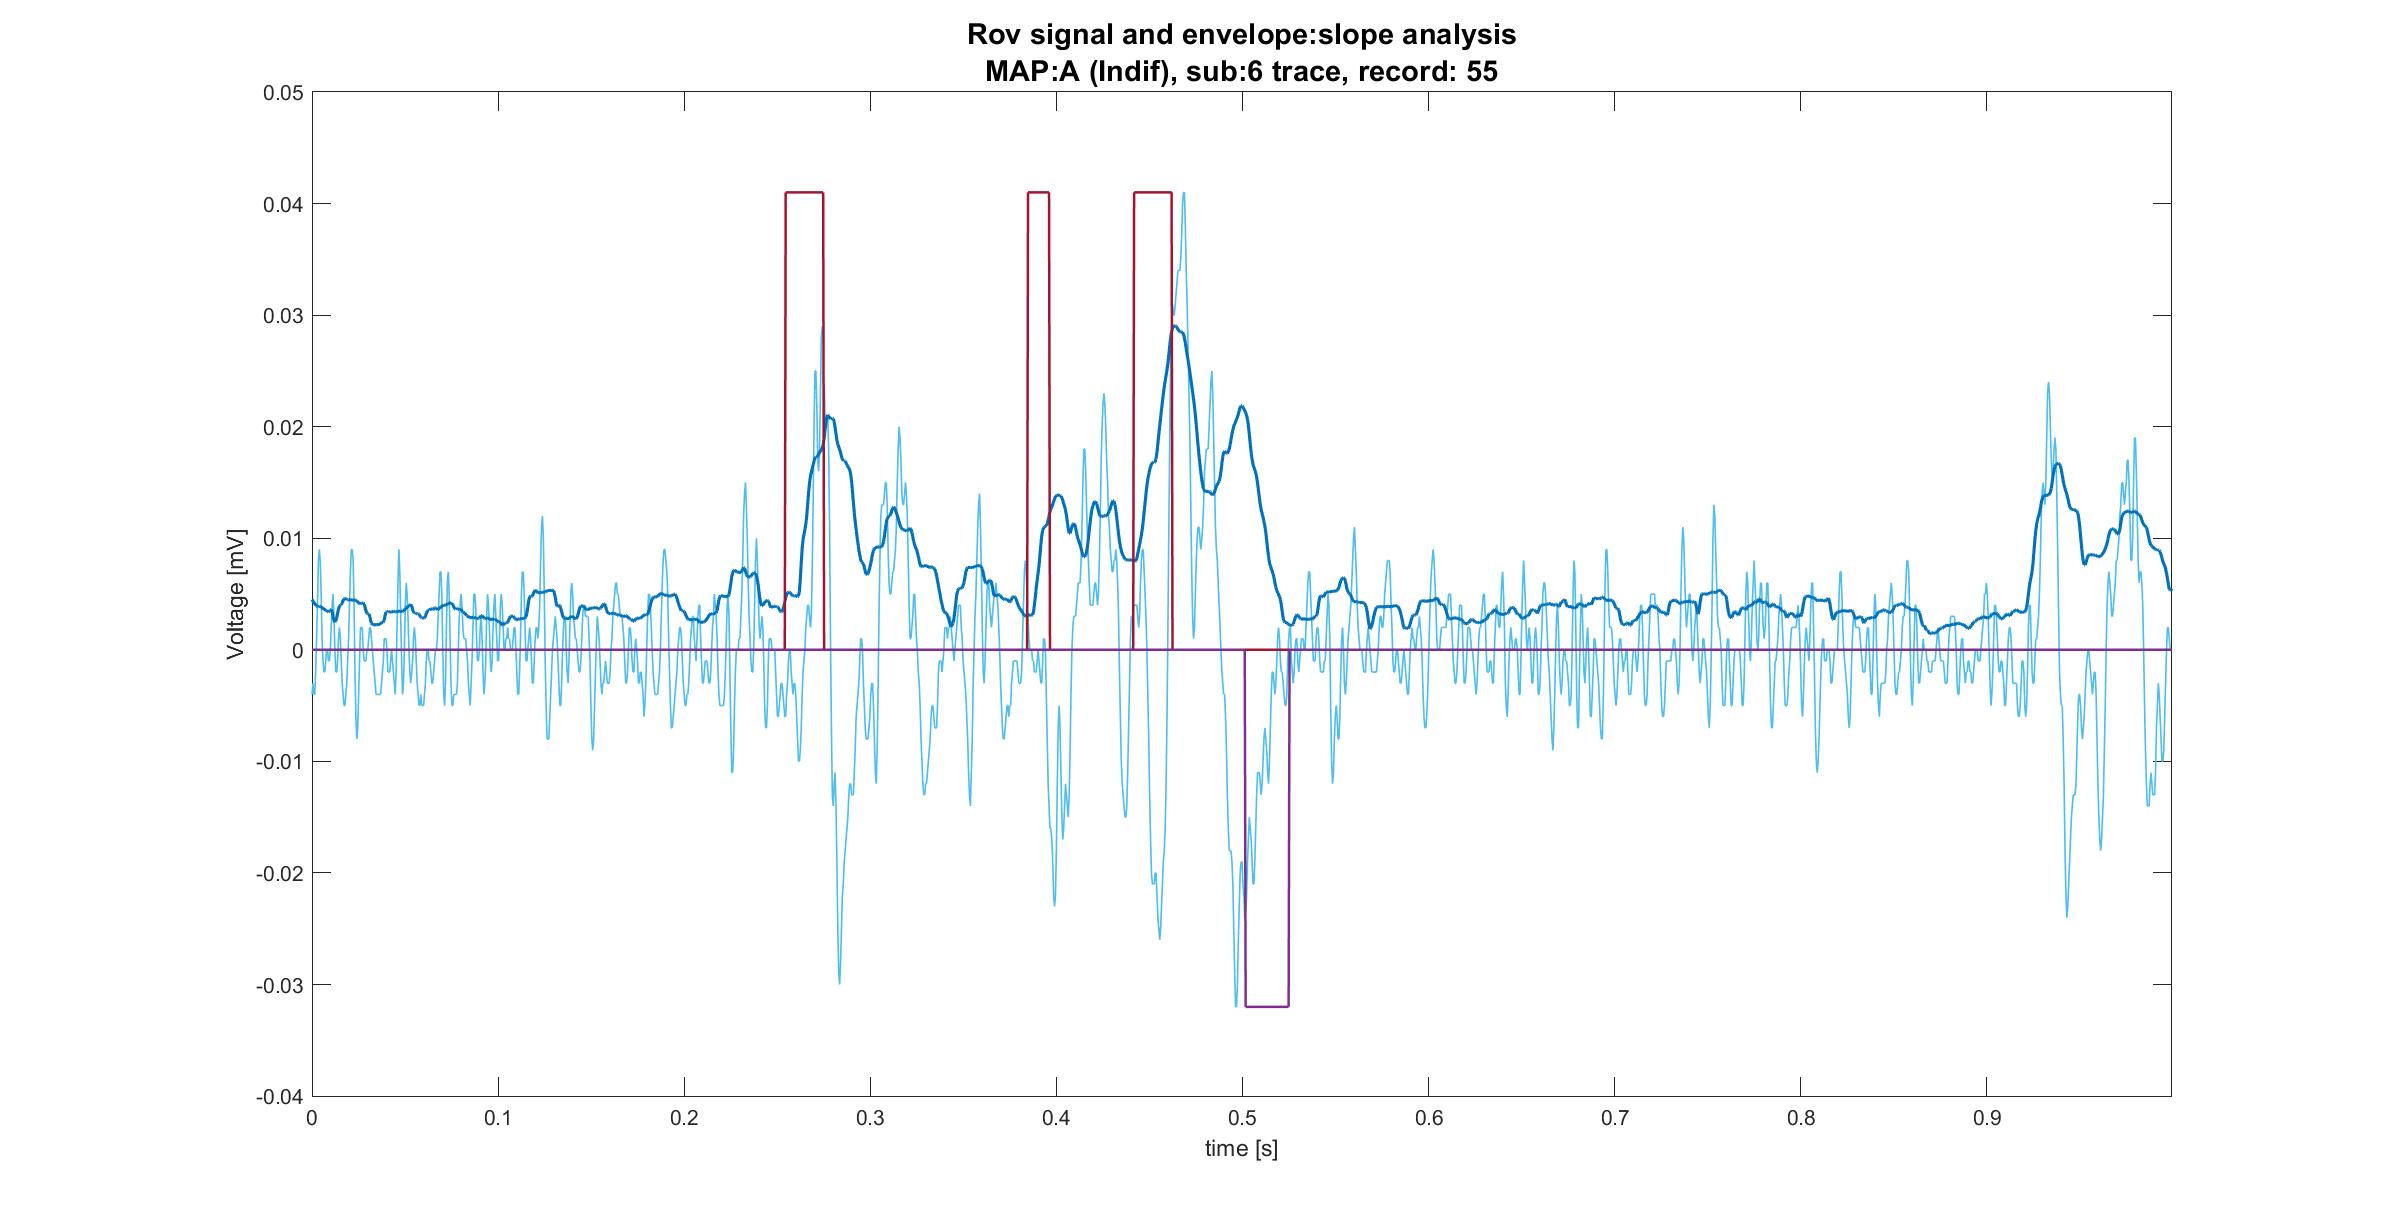 Rov signal and envelope:slope analysis
MAP:A (Indif), sub:6 trace, record: 55
0.05
0.04
0.03
0.02
0.01
0
-0.01
-0.02
-0.03
-0.04
Voltage [mV]
0 0.1 0.2 0.3 0.4 0.5 0.6 0.7 0.8 0.9
time [s]